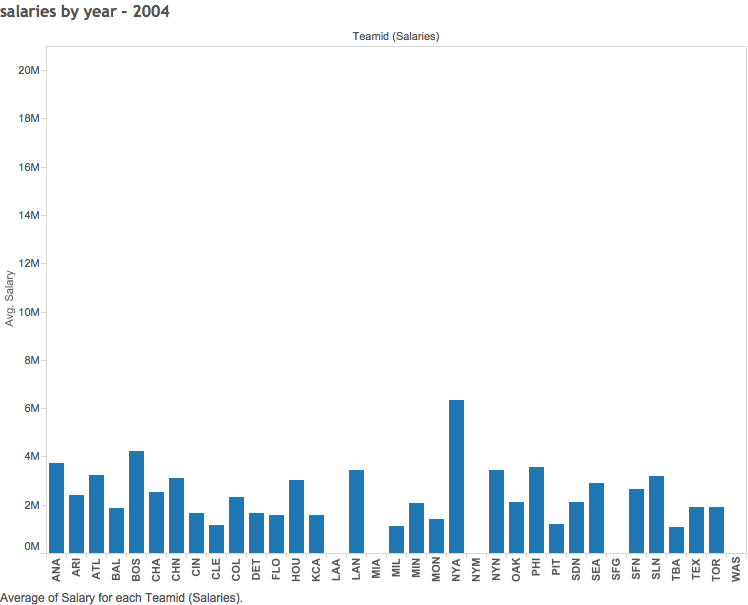 salaries by year - 2004
Teamid (Salaries)
20M
18M
16M
14M
12M
10M
8M
6M
4M
2M
0M
Avg. Salary
ANA ARI ATL BAL BOS CHA CHN CIN CLE COL DET FLO HOU KCA LAA LAN MIA MIL MIN MON NYA NYM NYN OAK PHI PIT SDN SEA SFG SFN SLN TBA TEX TOR WAS
Average of Salary for each Teamid (Salaries).